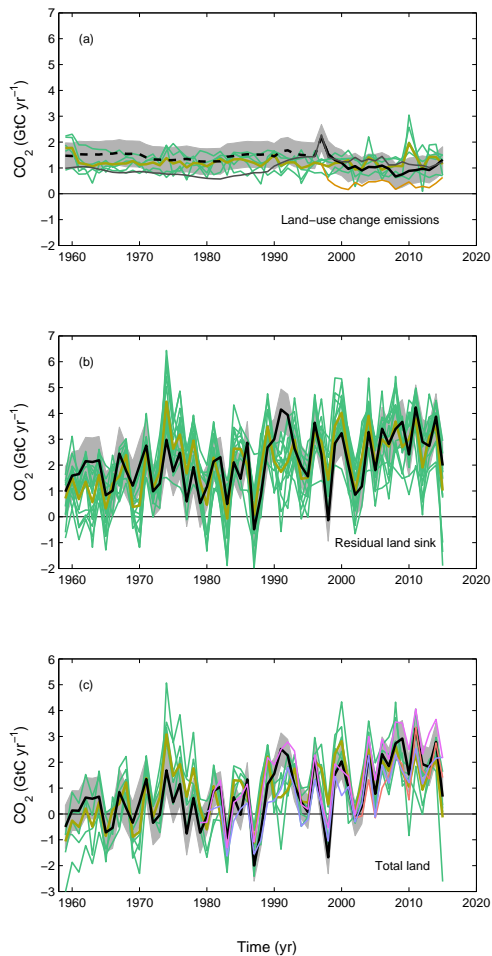 (a)
CO₂ (GtC yr⁻¹)
7
6
5
4
3
2
1
0
−1
−2
Land−use change emissions
1960 1970 1980 1990 2000 2010 2020
(b)
CO₂ (GtC yr⁻¹)
7
6
5
4
3
2
1
0
−1
−2
Residual land sink
1960 1970 1980 1990 2000 2010 2020
(c)
CO₂ (GtC yr⁻¹)
6
5
4
3
2
1
0
−1
−2
−3
Total land
1960 1970 1980 1990 2000 2010 2020
Time (yr)